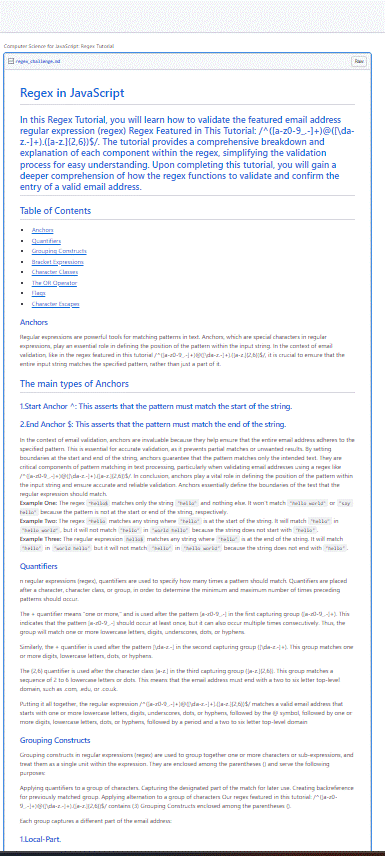 Computer Science for JavaScript: Regex Tutorial
regex_challenge.md
Raw
Regex in JavaScript
In this Regex Tutorial, you will learn how to validate the featured email address
regular expression (regex) Regex Featured in This Tutorial: /^([a-z0-9_.-]+)@([\da-
z.-]+).([a-z.]{2,6})$/. The tutorial provides a comprehensive breakdown and
explanation of each component within the regex, simplifying the validation
process for easy understanding. Upon completing this tutorial, you will gain a
deeper comprehension of how the regex functions to validate and confirm the
entry of a valid email address.
Table of Contents
Anchors
Quantifiers
Grouping Constructs
Bracket Expressions
Character Classes
The OR Operator
Flags
Character Escapes
Anchors
Regular expressions are powerful tools for matching patterns in text. Anchors, which are special characters in regular
expressions, play an essential role in defining the position of the pattern within the input string. In the context of email
validation, like in the regex featured in this tutorial /^([a-z0-9_.-]+)@([\da-z.-]+).([a-z.]{2,6})$/, it is crucial to ensure that the
entire input string matches the specified pattern, rather than just a part of it.
The main types of Anchors
1.Start Anchor ^: This asserts that the pattern must match the start of the string.
2.End Anchor $: This asserts that the pattern must match the end of the string.
In the context of email validation, anchors are invaluable because they help ensure that the entire email address adheres to the
specified pattern. This is essential for accurate validation, as it prevents partial matches or unwanted results. By setting
boundaries at the start and end of the string, anchors guarantee that the pattern matches only the intended text. They are
critical components of pattern matching in text processing, particularly when validating email addresses using a regex like
/^([a-z0-9_.-]+)@([\da-z.-]+).([a-z.]{2,6})$/. In conclusion, anchors play a vital role in defining the position of the pattern within
the input string and ensure accurate and reliable validation. Anchors essentially define the boundaries of the text that the
regular expression should match.
Example One: The regex ^hello$ matches only the string "hello" and nothing else. It won't match "hello world" or "say
hello" because the pattern is not at the start or end of the string, respectively.
Example Two: The regex ^hello matches any string where "hello" is at the start of the string. It will match "hello" in
"hello world", but it will not match "hello" in "world hello" because the string does not start with "hello".
Example Three: The regular expression hello$ matches any string where "hello" is at the end of the string. It will match
"hello" in "world hello" but it will not match "hello" in "hello world" because the string does not end with "hello".
Quantifiers
n regular expressions (regex), quantifiers are used to specify how many times a pattern should match. Quantifiers are placed
after a character, character class, or group, in order to determine the minimum and maximum number of times preceding
patterns should occur.
The + quantifier means "one or more," and is used after the pattern [a-z0-9_.-] in the first capturing group ([a-z0-9_.-]+). This
indicates that the pattern [a-z0-9_.-] should occur at least once, but it can also occur multiple times consecutively. Thus, the
group will match one or more lowercase letters, digits, underscores, dots, or hyphens.
Similarly, the + quantifier is used after the pattern [\da-z.-] in the second capturing group ([\da-z.-]+). This group matches one
or more digits, lowercase letters, dots, or hyphens.
The {2,6} quantifier is used after the character class [a-z.] in the third capturing group ([a-z.]{2,6}). This group matches a
sequence of 2 to 6 lowercase letters or dots. This means that the email address must end with a two to six letter top-level
domain, such as .com, .edu, or .co.uk.
Putting it all together, the regular expression /^([a-z0-9_.-]+)@([\da-z.-]+).([a-z.]{2,6})$/ matches a valid email address that
starts with one or more lowercase letters, digits, underscores, dots, or hyphens, followed by the @ symbol, followed by one or
more digits, lowercase letters, dots, or hyphens, followed by a period and a two to six letter top-level domain
Grouping Constructs
Grouping constructs in regular expressions (regex) are used to group together one or more characters or sub-expressions, and
treat them as a single unit within the expression. They are enclosed among the parentheses () and serve the following
purposes:
Applying quantifiers to a group of characters. Capturing the designated part of the match for later use. Creating backreference
for previously matched group. Applying alternation to a group of characters Our regex featured in this tutorial: /^([a-z0-
9_.-]+)@([\da-z.-]+).([a-z.]{2,6})$/ contains (3) Grouping Constructs enclosed among the parentheses ().
Each group captures a different part of the email address:
1.Local-Part.